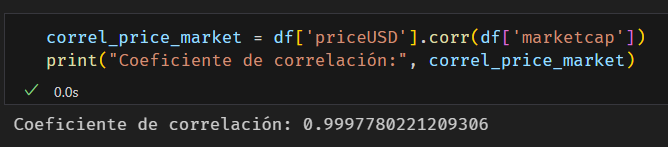 correl_price_market = df['priceUSD'].corr(df['marketcap'])
print("Coeficiente de correlación:", correl_price_market)
0.0s
Coeficiente de correlación: 0.9997780221209306